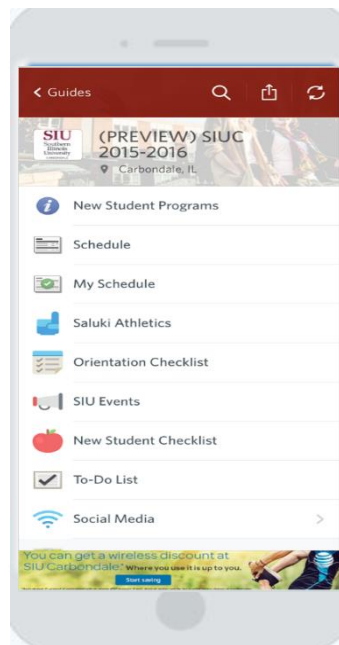 Guides
SIU
Southern
Illinois
University
(PREVIEW) SIUC
2015-2016
Carbondale, IL
New Student Programs
Schedule
My Schedule
Saluki Athletics
Orientation Checklist
SIU Events
New Student Checklist
To-Do List
Social Media
You can get a wireless discount at
SIU Carbondale. Where you use it is up to you.
Start saving